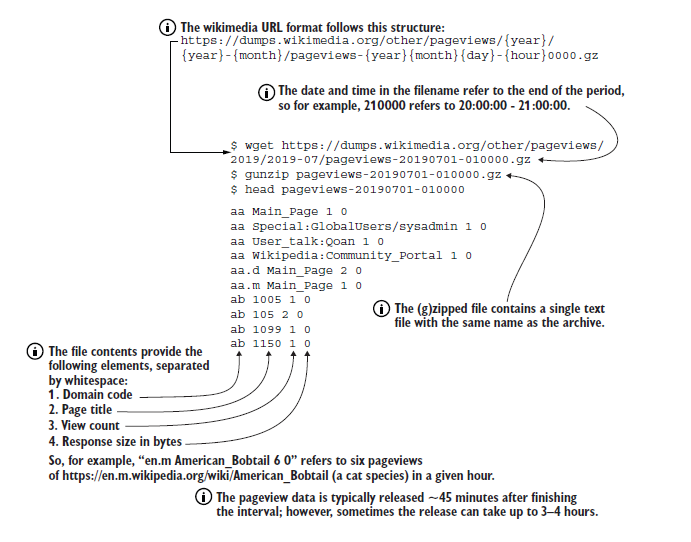 The wikimedia URL format follows this structure:
https://dumps.wikimedia.org/other/pageviews/{year}/
{year}-{month}/pageviews-{year}{month}{day}-{hour}0000.gz
The date and time in the filename refer to the end of the period,
so for example, 210000 refers to 20:00:00 - 21:00:00.
$ wget https://dumps.wikimedia.org/other/pageviews/
2019/2019-07/pageviews-20190701-010000.gz
$ gunzip pageviews-20190701-010000.gz
$ head pageviews-20190701-010000
aa Main_Page 1 0
aa Special:GlobalUsers/sysadmin 1 0
aa User_talk:Qoan 1 0
aa Wikipedia:Community_Portal 1 0
aa.d Main_Page 2 0
aa.m Main_Page 1 0
ab 1005 1 0
ab 105 2 0
ab 1099 1 0
ab 1150 1 0
The (g)zipped file contains a single text
file with the same name as the archive.
The file contents provide the
following elements, separated
by whitespace:
1. Domain code
2. Page title
3. View count
4. Response size in bytes
So, for example, “en.m American_Bobtail 6 0” refers to six pageviews
of https://en.m.wikipedia.org/wiki/American_Bobtail (a cat species) in a given hour.
The pageview data is typically released ~45 minutes after finishing
the interval; however, sometimes the release can take up to 3–4 hours.